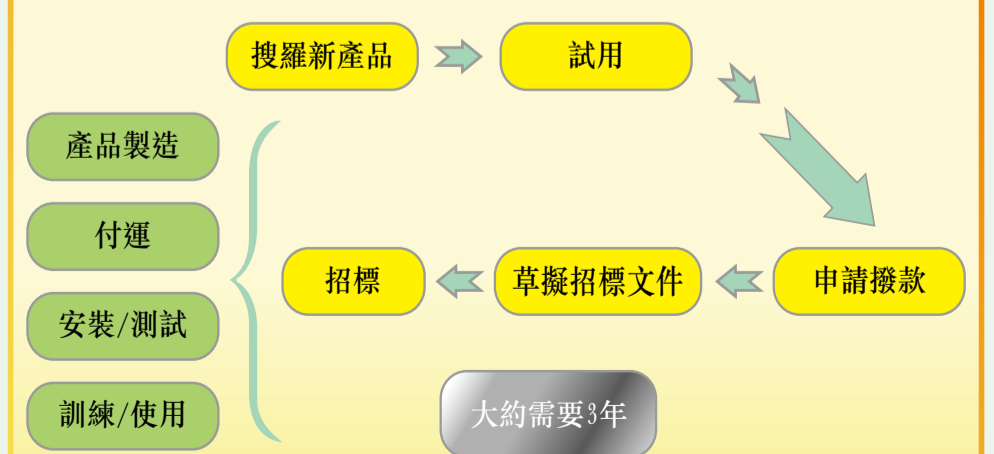 搜羅新產品
試用
申請撥款
草擬招標文件
招標
產品製造
付運
安裝/測試
訓練/使用
大約需要3年